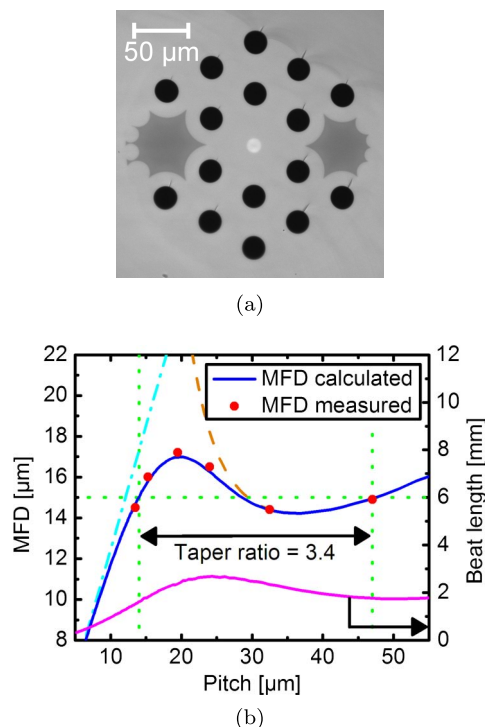 50 μm
(a)
MFD calculated
MFD measured
22
20
18
16
14
12
10
8
MFD [μm]
12
10
8
6
4
2
0
Beat length [mm]
Taper ratio = 3.4
10 20 30 40 50
Pitch [μm]
(b)